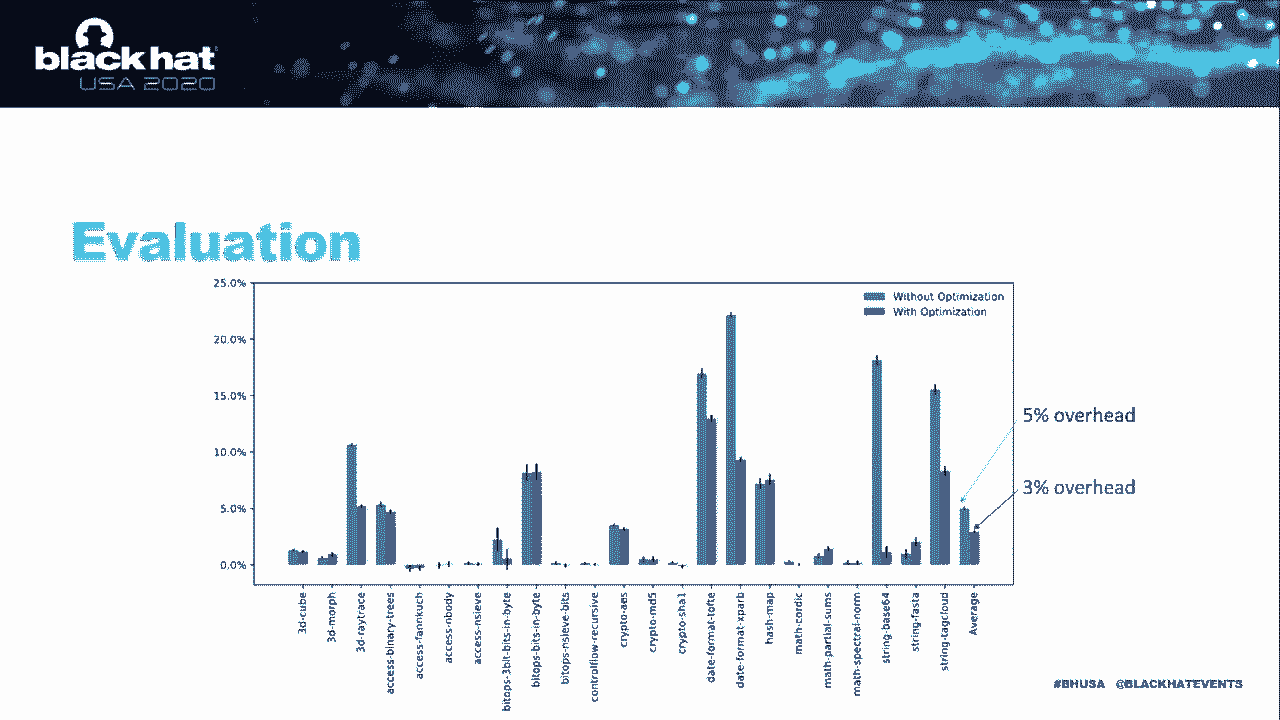 black hat
USA 2020
Evaluation
25.0%
20.0%
15.0%
10.0%
5.0%
0.0%
Without Optimization
With Optimization
5% overhead
3% overhead
3d-cube
3d-morph
3d-raytrace
access-binary-trees
access-fannkuch
access-nbody
access-nsieve
bitops-3bit-bits-in-byte
bitops-bits-in-byte
bitops-nsieve-bits
controlflow-recursive
crypto-aes
crypto-md5
crypto-sha1
date-format-tofte
date-format-xparb
hash-map
math-cordic
math-partial-sums
math-spectral-norm
string-base64
string-fasta
string-tagcloud
Average
#BHUSA @BLACKHATEVENTS